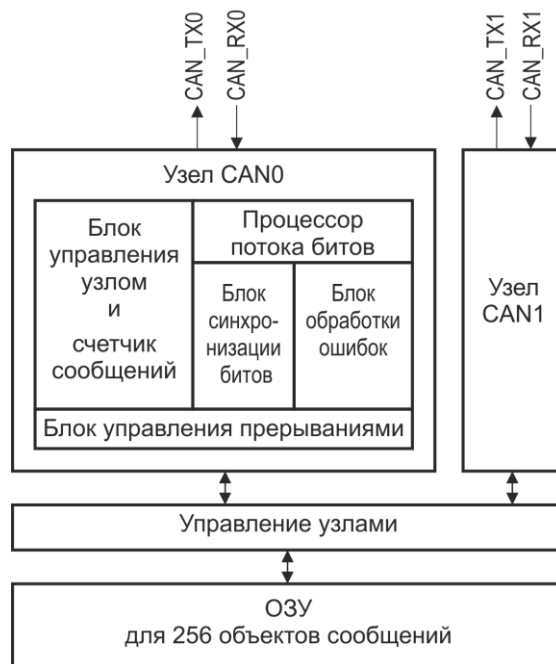 CAN_TX0
CAN_RX0
CAN_TX1
CAN_RX1
Узел CAN0
Блок
управления
узлом
и
счетчик
сообщений
Процессор
потока битов
Блок
синхро-
низации
битов
Блок
обработки
ошибок
Блок управления прерываниями
Узел
CAN1
Управление узлами
ОЗУ
для 256 объектов сообщений